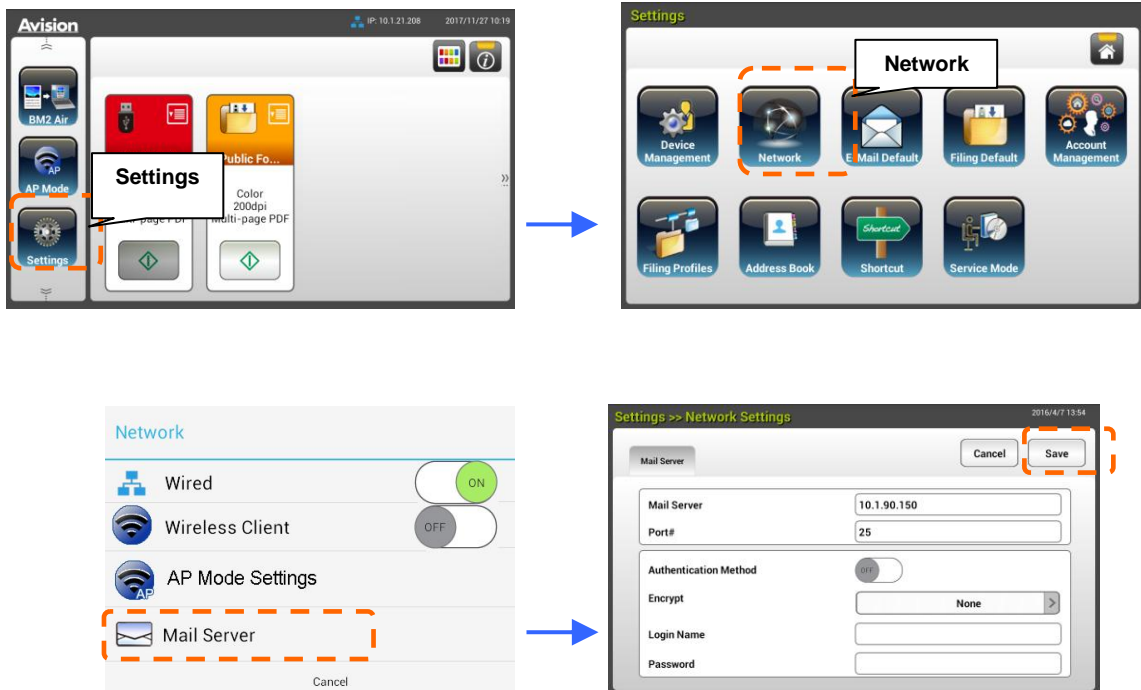 Avision
IP: 10.1.21.208
2017/11/27 10:19
BM2 Air
AP
AP Mode
Settings
Settings
Public Fo...
Color
200dpi
Multi-page PDF
Settings
Network
Device
Management
Network
E-Mail Default
Filing Default
Account
Management
Filing Profiles
Address Book
Shortcut
Shortcut
Service Mode
Network
Wired
ON
Wireless Client
OFF
AP
AP Mode Settings
Mail Server
Cancel
Settings >> Network Settings
2016/4/7 13:54
Mail Server
Cancel
Save
Mail Server
10.1.90.150
Port#
25
Authentication Method
OFF
Encrypt
None
Login Name
Password